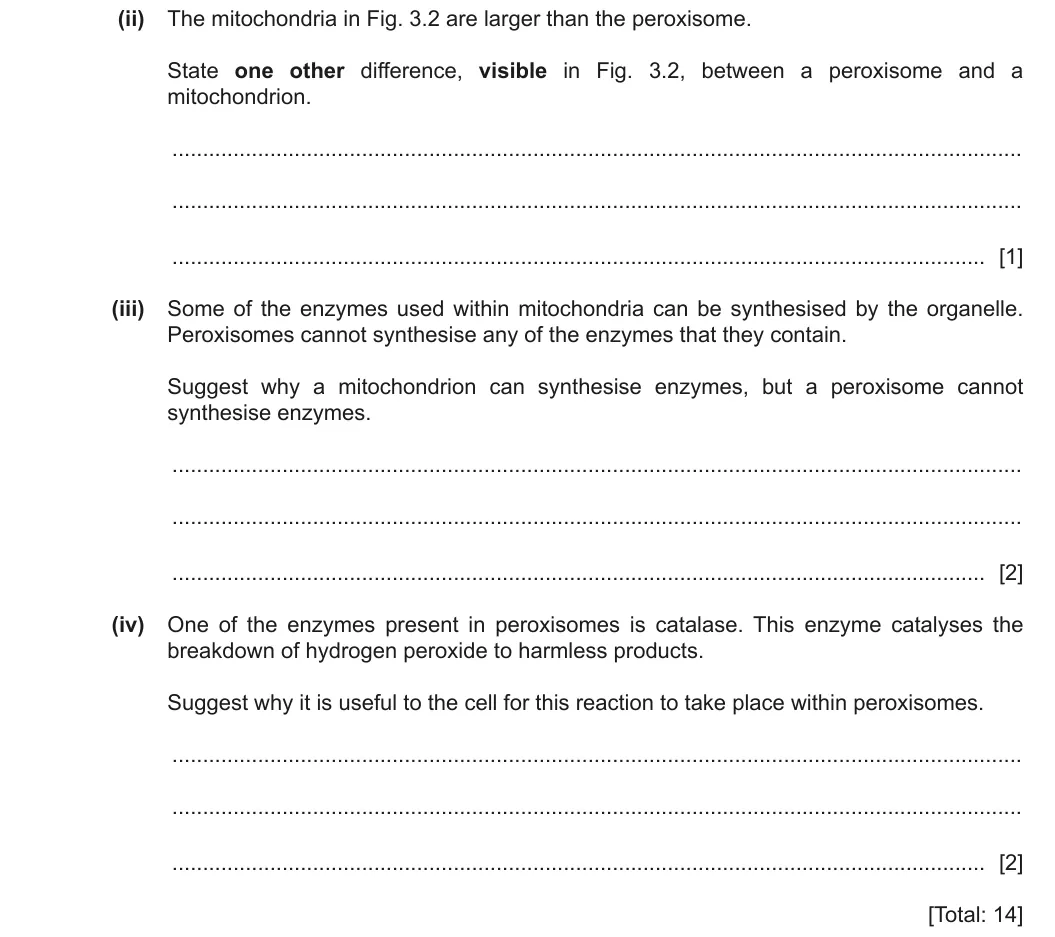 (ii) The mitochondria in Fig. 3.2 are larger than the peroxisome.
State one other difference, visible in Fig. 3.2, between a peroxisome and a
mitochondrion.
..........................................................................................................................................
..........................................................................................................................................
.................................................................................................................................... [1]
(iii) Some of the enzymes used within mitochondria can be synthesised by the organelle.
Peroxisomes cannot synthesise any of the enzymes that they contain.
Suggest why a mitochondrion can synthesise enzymes, but a peroxisome cannot
synthesise enzymes.
..........................................................................................................................................
..........................................................................................................................................
.................................................................................................................................... [2]
(iv) One of the enzymes present in peroxisomes is catalase. This enzyme catalyses the
breakdown of hydrogen peroxide to harmless products.
Suggest why it is useful to the cell for this reaction to take place within peroxisomes.
..........................................................................................................................................
..........................................................................................................................................
.................................................................................................................................... [2]
[Total: 14]